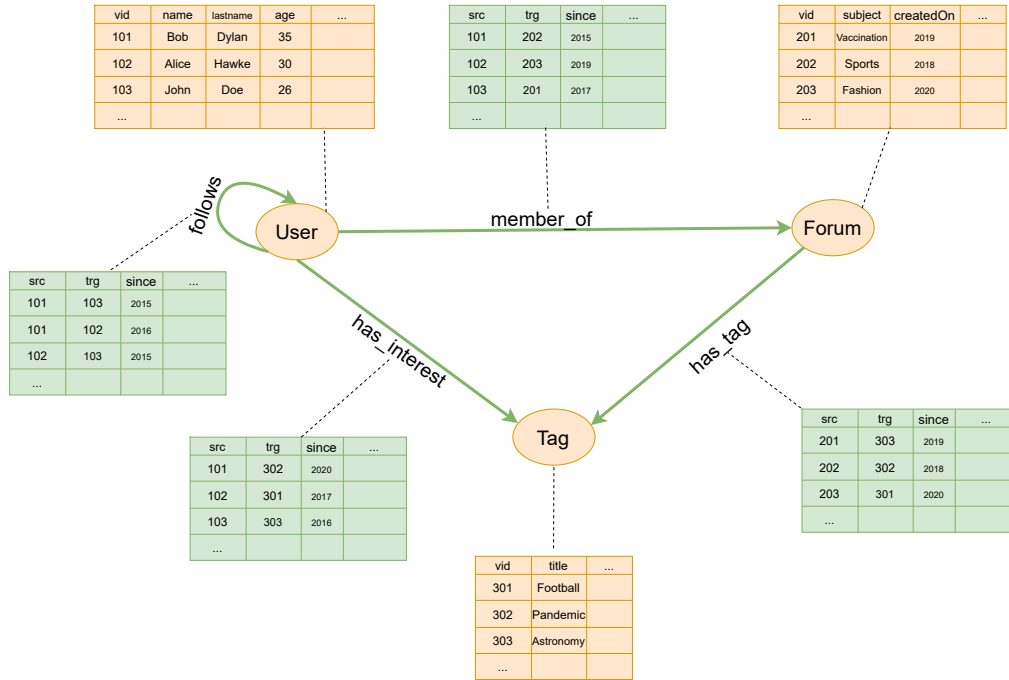 vid name lastname age ...
101 Bob Dylan 35
102 Alice Hawke 30
103 John Doe 26
...
src trg since ...
101 202 2015
102 203 2019
103 201 2017
...
vid subject createdOn ...
201 Vaccination 2019
202 Sports 2018
203 Fashion 2020
...
follows
User
member_of
Forum
src trg since ...
101 103 2015
101 102 2016
102 103 2015
...
has_interest
has_tag
Tag
src trg since ...
101 302 2020
102 301 2017
103 303 2016
...
src trg since ...
201 303 2019
202 302 2018
203 301 2020
...
vid title ...
301 Football
302 Pandemic
303 Astronomy
...